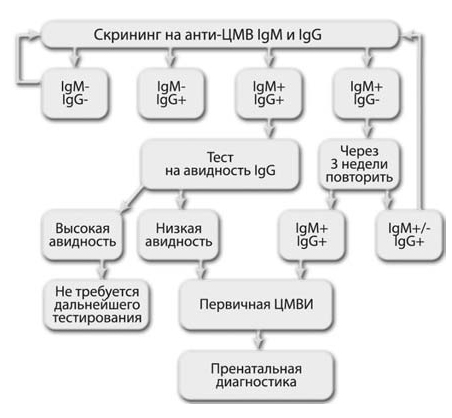 Скрининг на анти-ЦМВ IgM и IgG
IgM-
IgG-
IgM-
IgG+
IgM+
IgG+
IgM+
IgG-
Тест
на авидность IgG
Через
3 недели
повторить
Высокая
авидность
Низкая
авидность
IgM+
IgG+
IgM+/-
IgG+
Не требуется
дальнейшего
тестирования
Первичная ЦМВИ
Пренатальная
диагностика